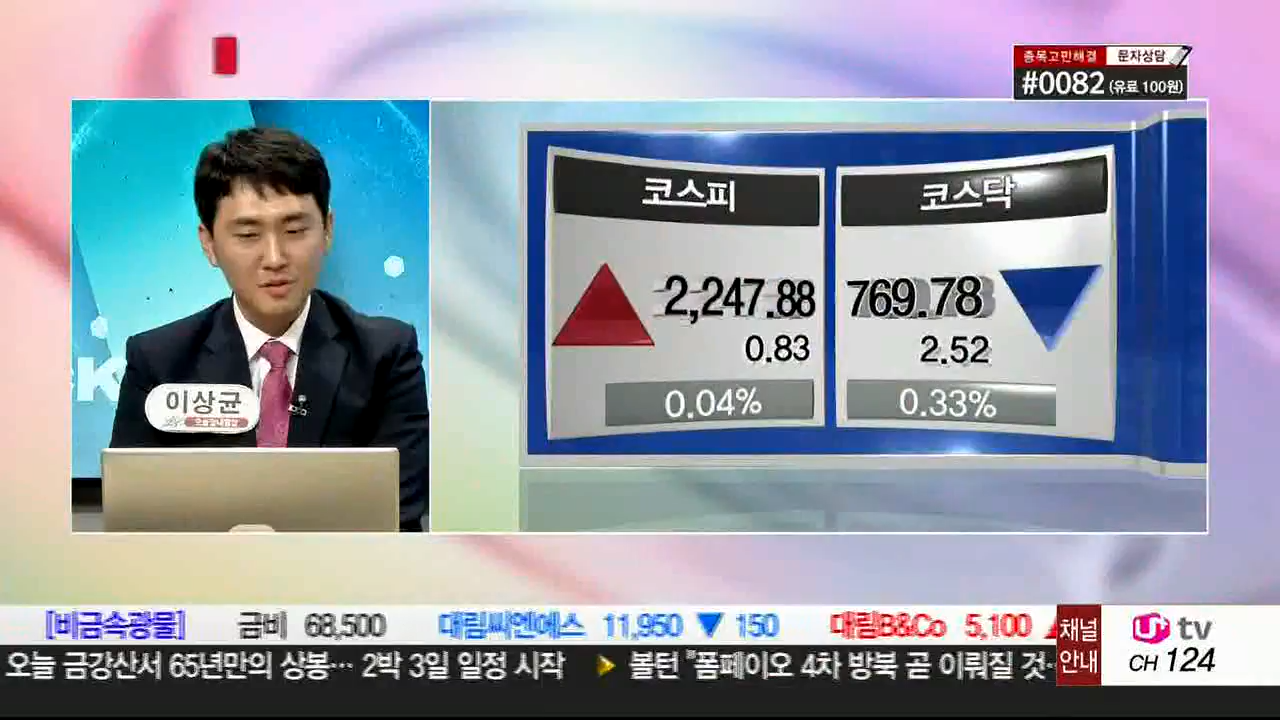 종목고민해결 문자상담
#0082 (유료 100원)
코스피
2,247.88
0.83
0.04%
코스닥
769.78
2.52
0.33%
이상균
[비금속광물] 금비 68,500 대림씨엔에스 11,950 ▼ 150 대림B&Co 5,100
오늘 금강산서 65년만의 상봉… 2박 3일 일정 시작 ▶ 볼턴 "폼페이오 4차 방북 곧 이뤄질 것
채널
안내
U+ tv
CH 124